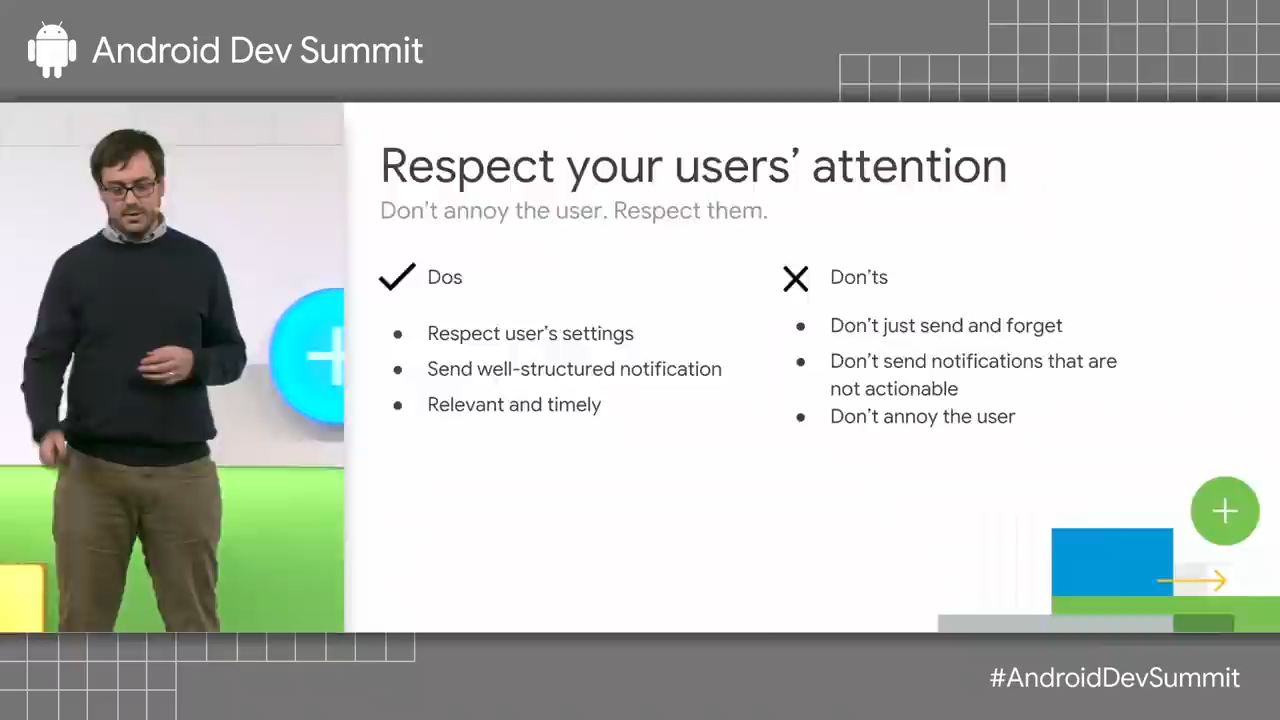 Android Dev Summit
Respect your users’ attention
Don’t annoy the user. Respect them.
Dos
Respect user’s settings
Send well-structured notification
Relevant and timely
Don’ts
Don’t just send and forget
Don’t send notifications that are
not actionable
Don’t annoy the user
#AndroidDevSummit